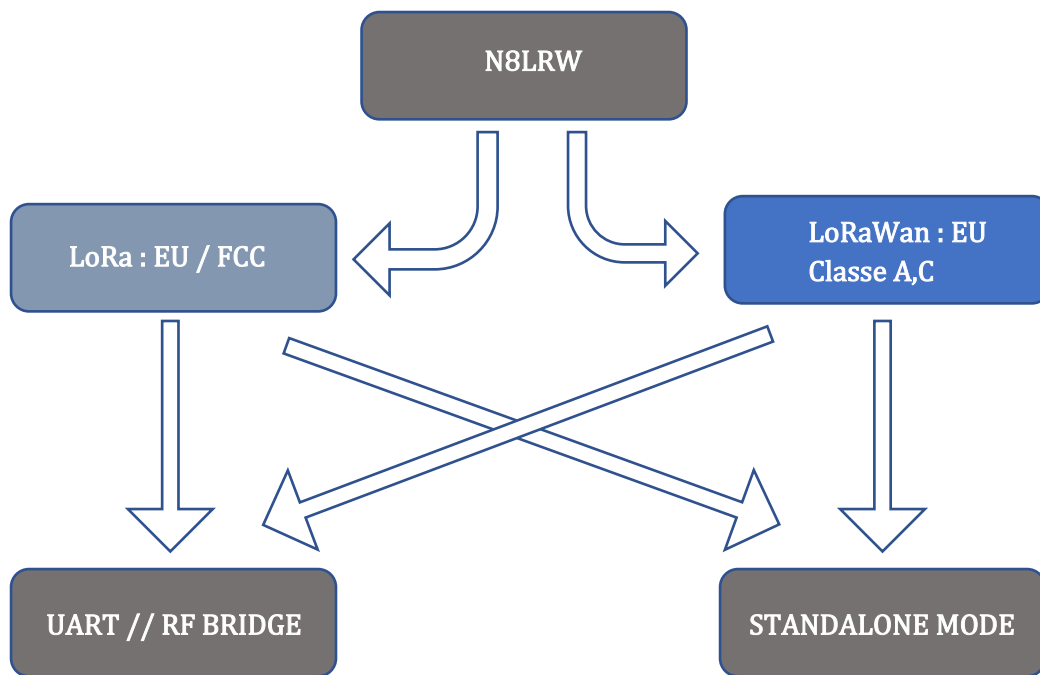 N8LRW
LoRa : EU / FCC
LoRaWan : EU
Classe A,C
UART // RF BRIDGE
STANDALONE MODE